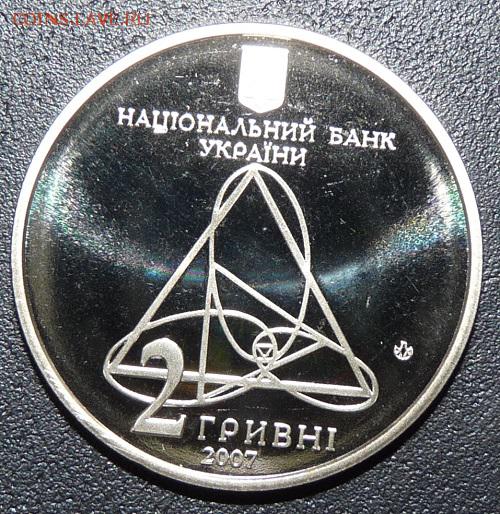 COINS.LAVE.RU
НАЦІОНАЛЬНИЙ БАНК
УКРАЇНИ
2
ГРИВНІ
2007